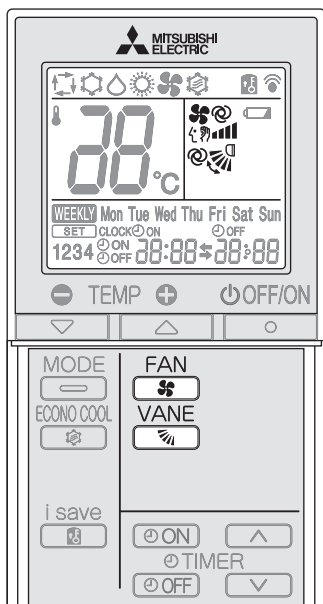 MITSUBISHI
ELECTRIC
88°C
WEEKLY Mon Tue Wed Thu Fri Sat Sun
SET CLOCK ON OFF
1234 ON OFF 88:88 88:88
TEMP OFF/ON
MODE FAN
ECONO COOL VANE
i save
ON
TIMER
OFF